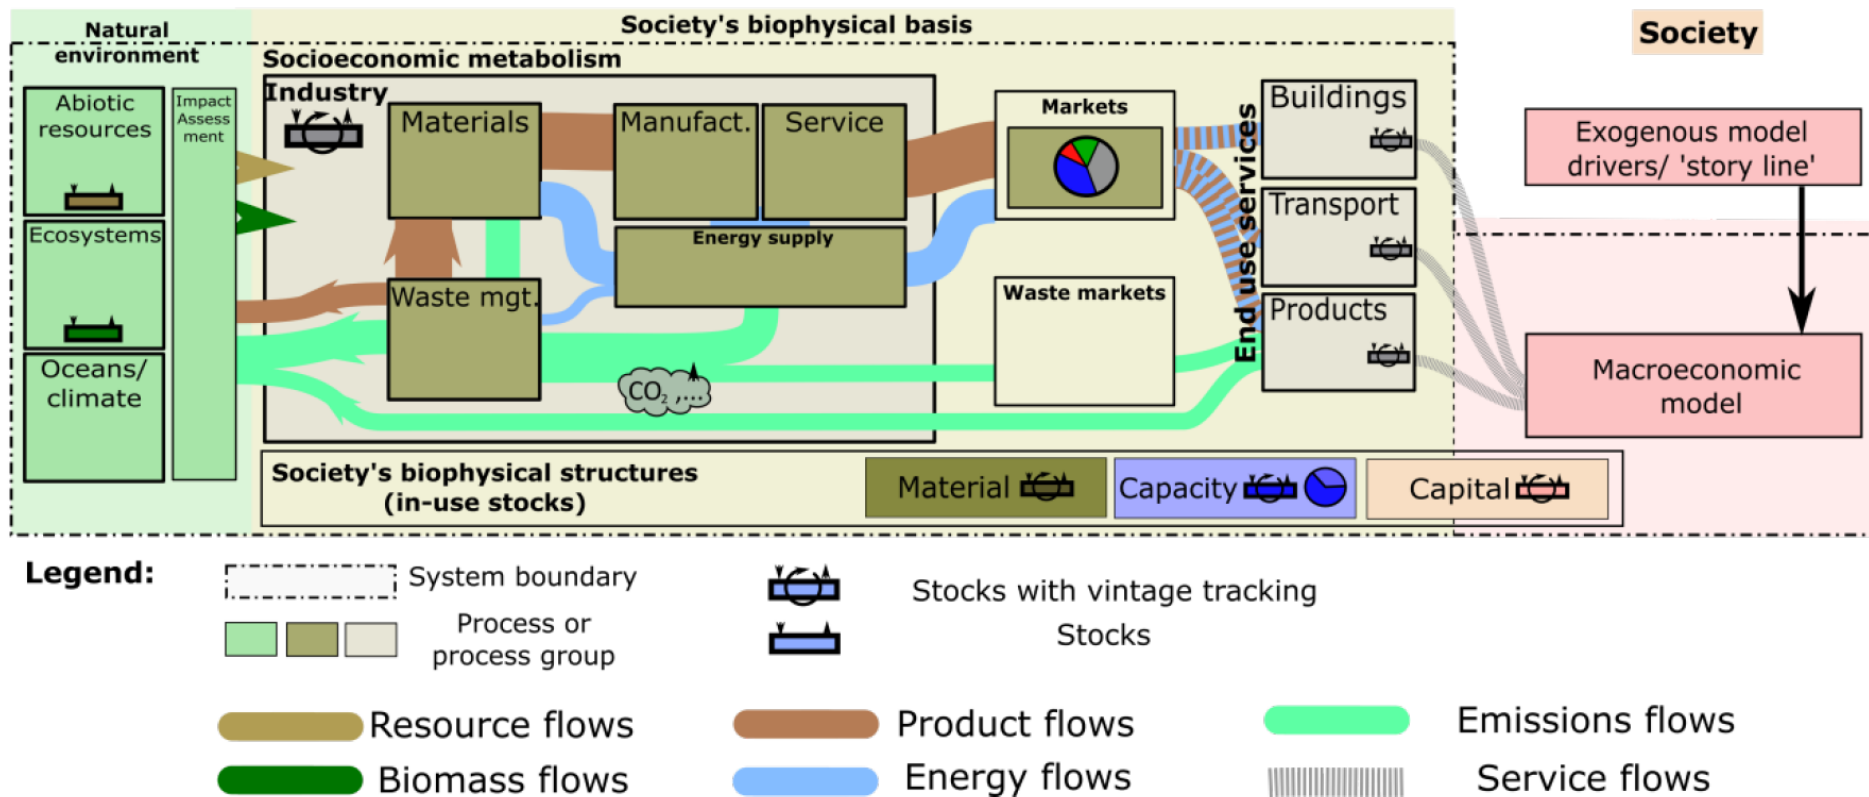 Natural
environment
Society's biophysical basis
Society
Socioeconomic metabolism
Industry
Abiotic
resources
Impact
Assess
ment
Ecosystems
Oceans/
climate
Materials
Manufact.
Service
Energy supply
Waste mgt.
CO2 ,...
Markets
Waste markets
End use services
Buildings
Transport
Products
Exogenous model
drivers/ 'story line'
Macroeconomic
model
Society's biophysical structures
(in-use stocks)
Material
Capacity
Capital
Legend:
System boundary
Process or
process group
Stocks with vintage tracking
Stocks
Resource flows
Product flows
Emissions flows
Biomass flows
Energy flows
Service flows